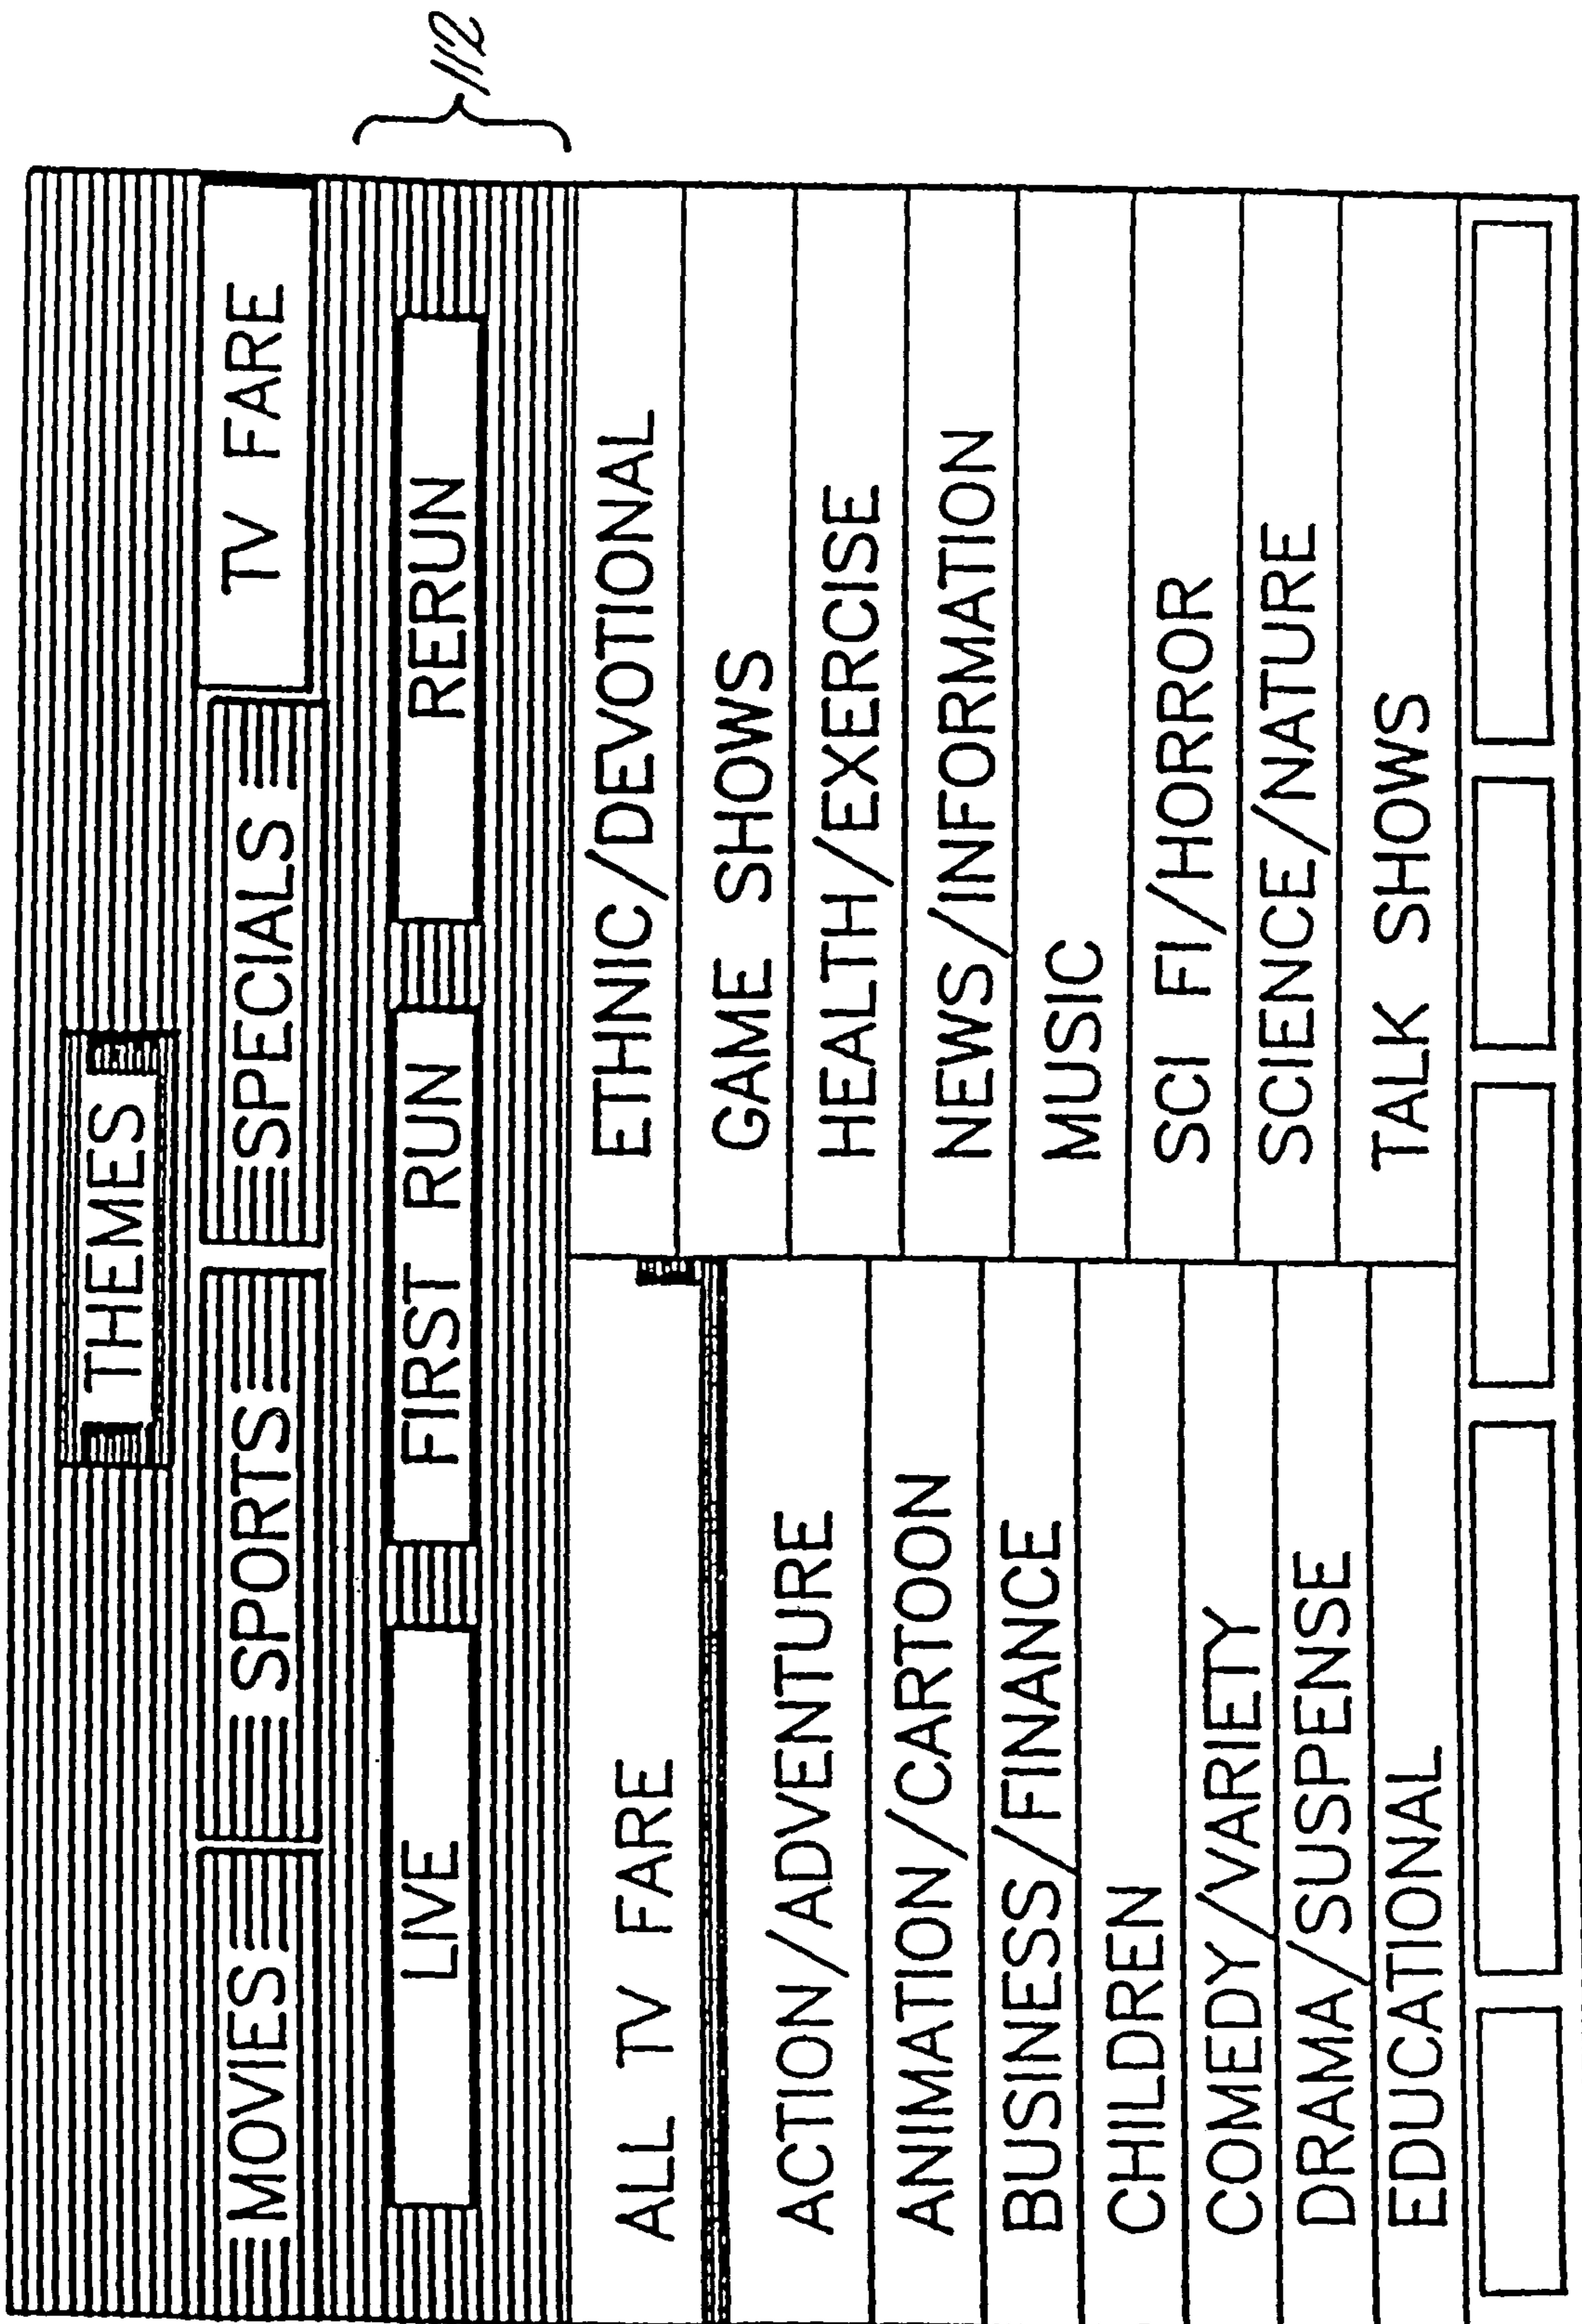 THEMES
MOVIES SPORTS SPECIALS TV FARE
LIVE FIRST RUN RERUN
112
ALL TV FARE
ACTION/ADVENTURE
ANIMATION/CARTOON
BUSINESS/FINANCE
CHILDREN
COMEDY/VARIETY
DRAMA/SUSPENSE
EDUCATIONAL
ETHNIC/DEVOTIONAL
GAME SHOWS
HEALTH/EXERCISE
NEWS/INFORMATION
MUSIC
SCI FI/HORROR
SCIENCE/NATURE
TALK SHOWS